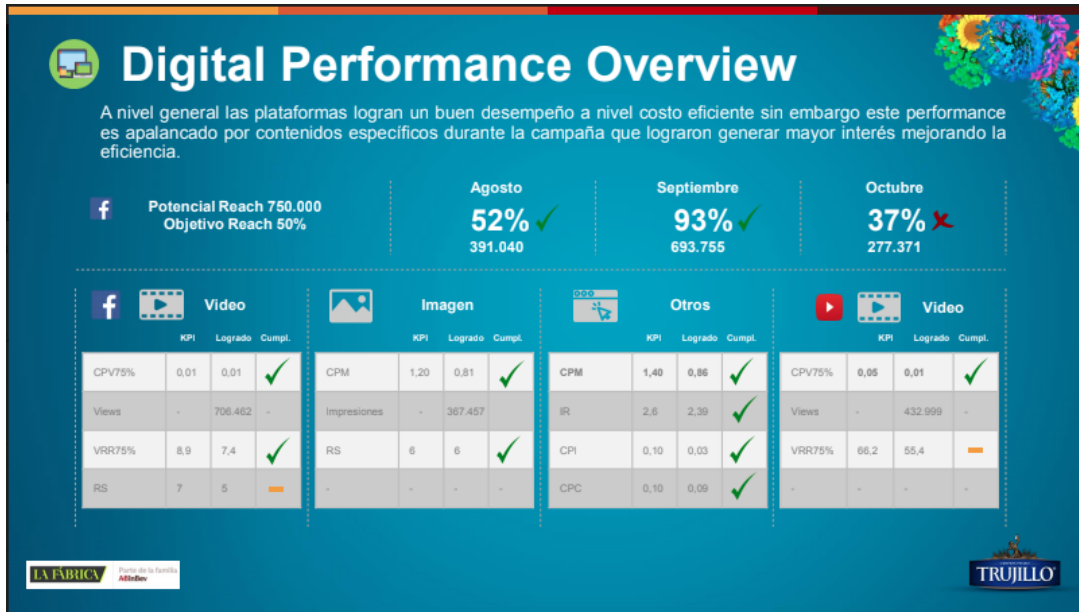 Digital Performance Overview
A nivel general las plataformas logran un buen desempeño a nivel costo eficiente sin embargo este performance
es apalancado por contenidos específicos durante la campaña que lograron generar mayor interés mejorando la
eficiencia.
Potencial Reach 750.000
Objetivo Reach 50%
Agosto
52%
391.040
Septiembre
93%
693.755
Octubre
37%
277.371
Video
KPI Logrado Cumpl.
CPV75% 0,01 0,01
Views - 706.462 -
VRR75% 8,9 7,4
RS 7 5
Imagen
KPI Logrado Cumpl.
CPM 1,20 0,81
Impresiones - 367.457
RS 6 6
- - - -
Otros
KPI Logrado Cumpl.
CPM 1,40 0,86
IR 2,6 2,39
CPI 0,10 0,03
CPC 0,10 0,09
Video
KPI Logrado Cumpl.
CPV75% 0,05 0,01
Views - 432.999 -
VRR75% 66,2 55,4
- - - -
LA FÁBRICA
Parte de la familia
ABInBev
TRUJILLO